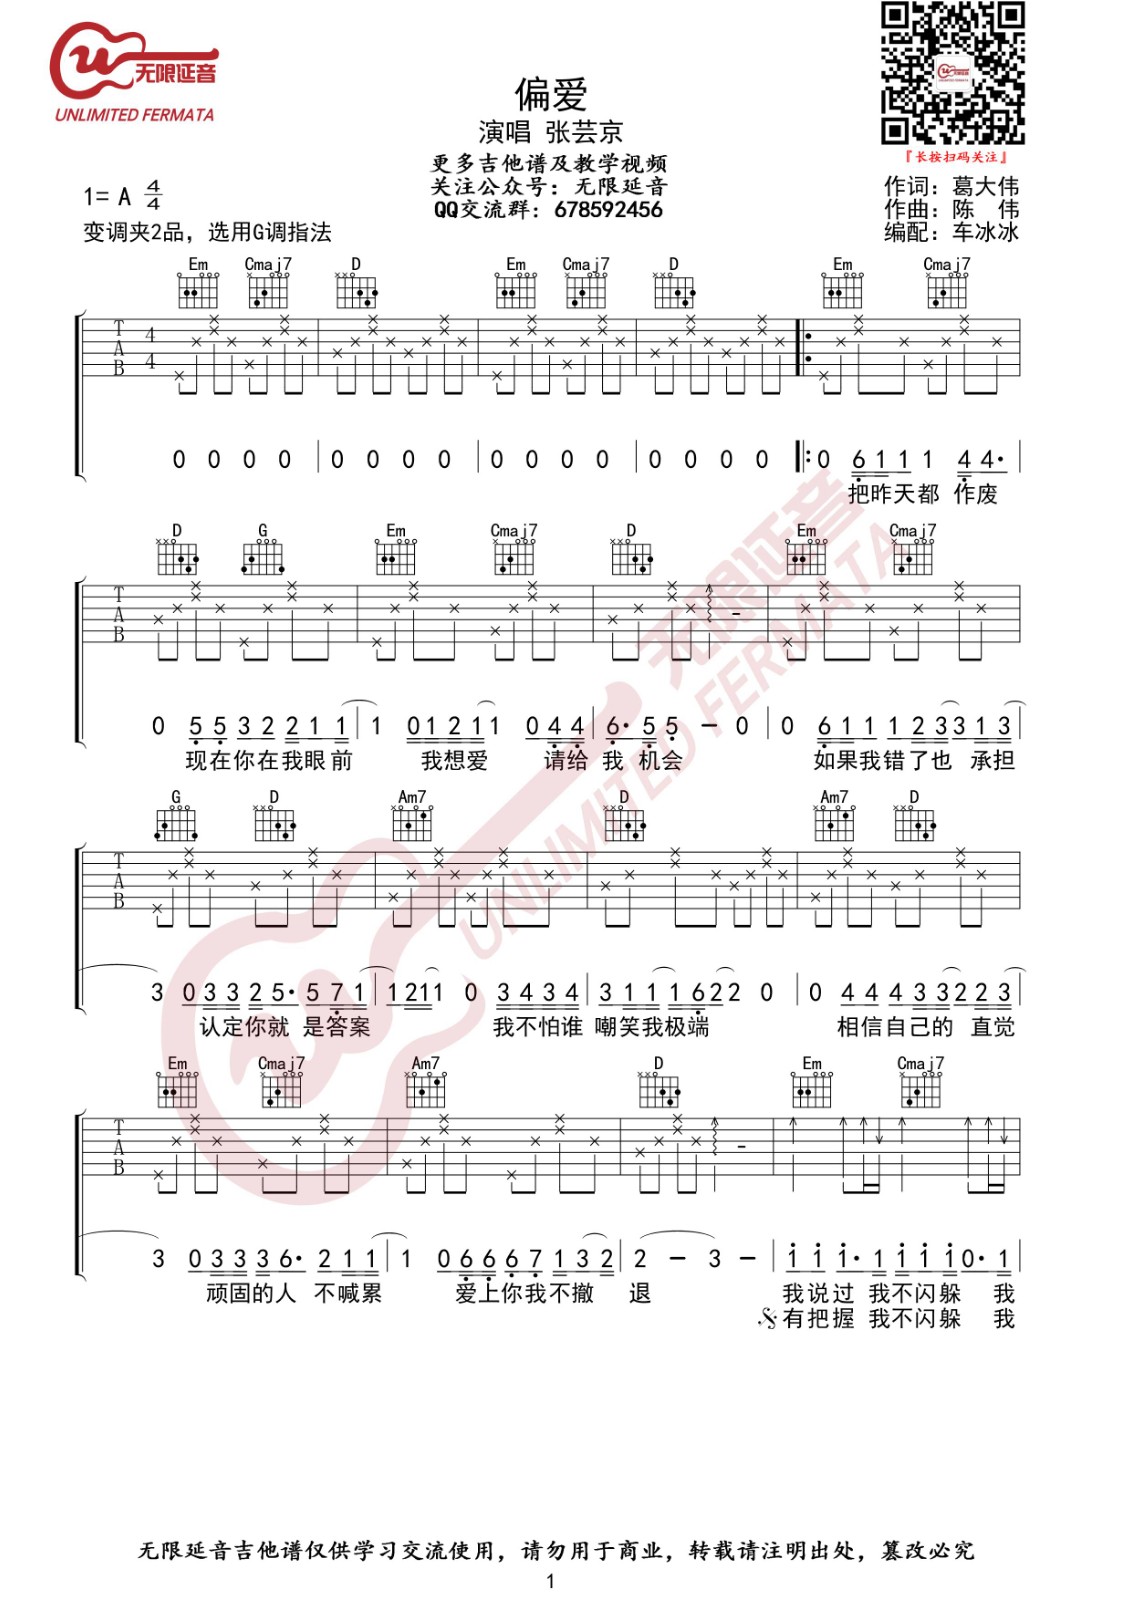 无限延音
UNLIMITED FERMATA
偏爱
演唱 张芸京
更多吉他谱及教学视频
关注公众号：无限延音
QQ交流群：678592456
『长按扫码关注』
1= A 4/4
变调夹2品，选用G调指法
作词：葛大伟
作曲：陈 伟
编配：车冰冰
Em Cmaj7 D Em Cmaj7 D Em Cmaj7
T A B 4/4
0 0 0 0 0 0 0 0 0 0 0 0 0 0 0 0 0 6 1 1 1 4 4·
把昨天都 作废
D G Em Cmaj7 D Em Cmaj7
T A B
0 5 5 3 2 2 1 1 1 0 1 2 1 1 0 4 4 6· 5 5 — 0 0 6 1 1 1 2 3 3 1 3
现在你在我眼前 我想爱 请给 我 机会 如果我错了也 承担
G D Am7 D Am7 D
T A B
3 0 3 3 2 5· 5 7 1 1 2 1 1 0 3 4 3 4 3 1 1 1 6 2 2 0 0 4 4 4 3 3 2 2 3
认定你就 是答案 我不怕谁 嘲笑我极端 相信自己的 直觉
Em Cmaj7 Am7 D Em Cmaj7
T A B
3 0 3 3 3 6· 2 1 1 1 0 6 6 6 7 1 3 2 2 — 3 — 1 1 1· 1 1 1 1 0· 1
顽固的人 不喊累 爱上你我不撤 退 我说过 我不闪躲 我
有把握 我不闪躲 我
无限延音吉他谱仅供学习交流使用，请勿用于商业，转载请注明出处，篡改必究
1